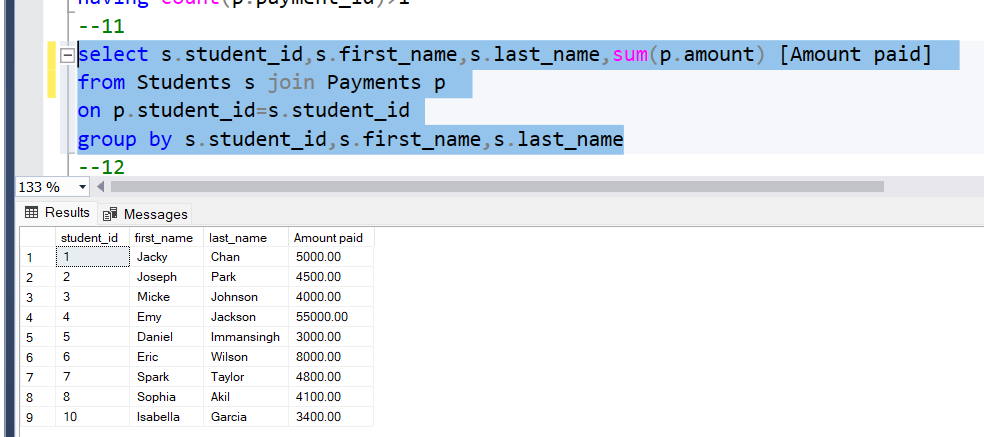 having count(p.payment_id)>1
--11
select s.student_id,s.first_name,s.last_name,sum(p.amount) [Amount paid]
from Students s join Payments p
on p.student_id=s.student_id
group by s.student_id,s.first_name,s.last_name
--12
133 %
Results Messages
student_id first_name last_name Amount paid
1 1 Jacky Chan 5000.00
2 2 Joseph Park 4500.00
3 3 Micke Johnson 4000.00
4 4 Emy Jackson 55000.00
5 5 Daniel Immansingh 3000.00
6 6 Eric Wilson 8000.00
7 7 Spark Taylor 4800.00
8 8 Sophia Akil 4100.00
9 10 Isabella Garcia 3400.00